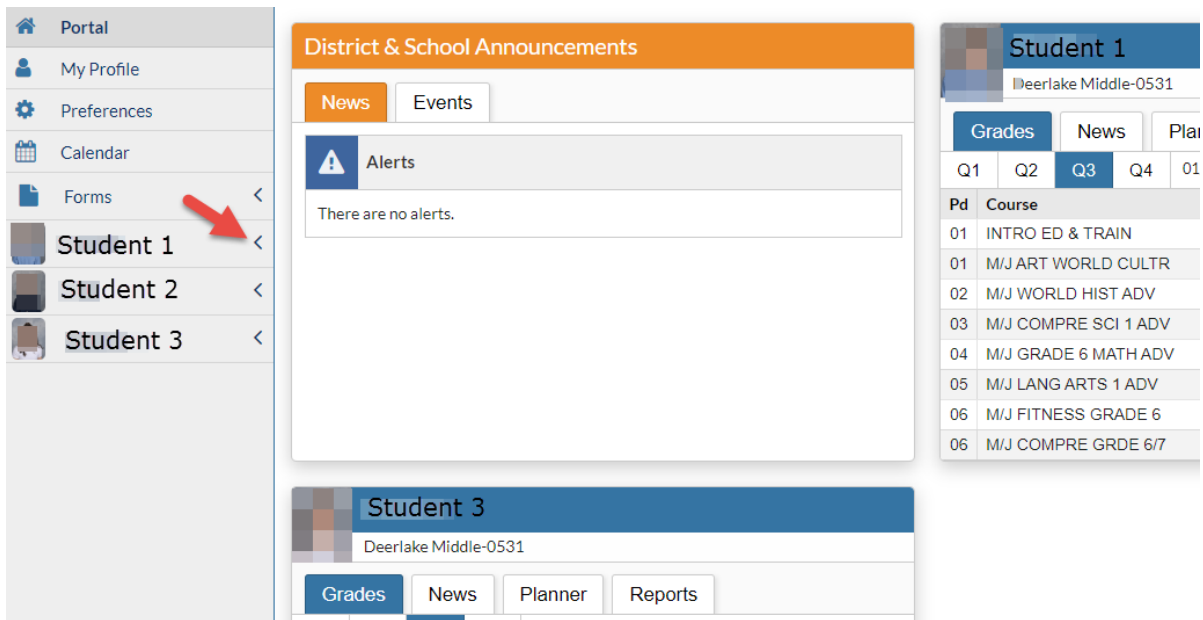 Portal
My Profile
Preferences
Calendar
Forms
Student 1
Student 2
Student 3
District & School Announcements
News Events
Alerts
There are no alerts.
Student 1
Deerlake Middle-0531
Grades News Plan
Q1 Q2 Q3 Q4 01
Pd Course
01 INTRO ED & TRAIN
01 M/J ART WORLD CULTR
02 M/J WORLD HIST ADV
03 M/J COMPRE SCI 1 ADV
04 M/J GRADE 6 MATH ADV
05 M/J LANG ARTS 1 ADV
06 M/J FITNESS GRADE 6
06 M/J COMPRE GRDE 6/7
Student 3
Deerlake Middle-0531
Grades News Planner Reports